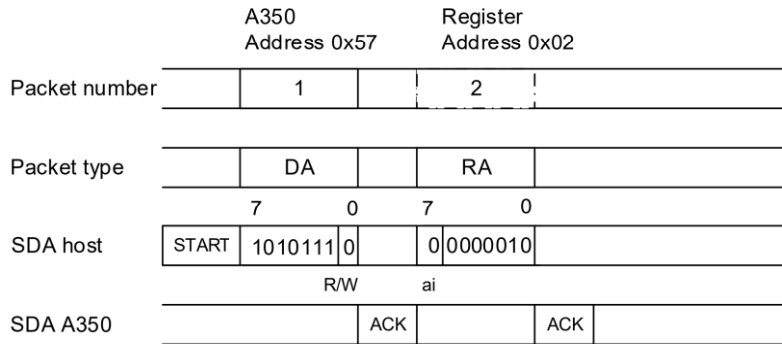 A350 Register
Address 0x57 Address 0x02
Packet number 1 2
Packet type DA RA
7 0 7 0
SDA host START 1010111 0 0 0000010
R/W ai
SDA A350 ACK ACK